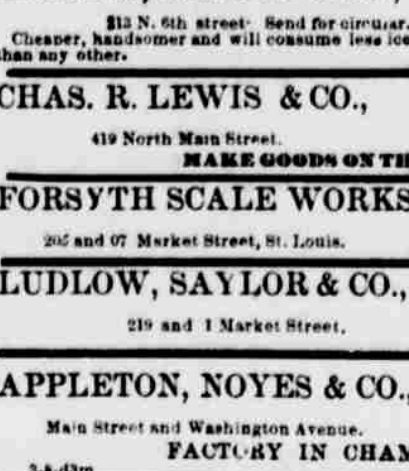 813 N. 6th street· Send for circular.
Cheaper, handsomer and will consume less ice
than any other.
CHAS. R. LEWIS & CO.,
419 North Main Street.
MAKE GOODS ON
FORSYTH SCALE WORKS
205 and 07 Market Street, St. Louis.
LUDLOW, SAYLOR & CO.,
219 and 1 Market Street.
APPLETON, NOYES & CO.,
Main Street and Washington Avenue.
FACTORY IN